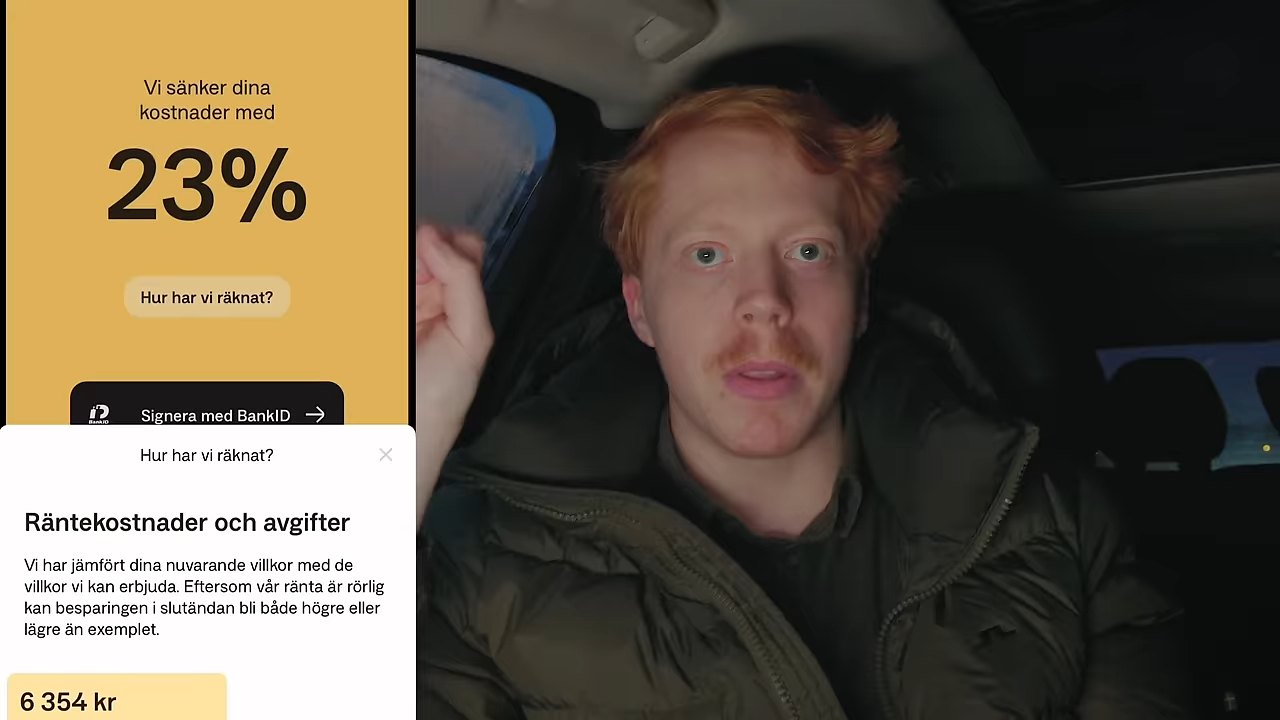 Vi sänker dina
kostnader med
23%
Hur har vi räknat?
BankID
Signera med BankID
Hur har vi räknat?
Räntekostnader och avgifter
Vi har jämfört dina nuvarande villkor med de
villkor vi kan erbjuda. Eftersom vår ränta är rörlig
kan besparingen i slutändan bli både högre eller
lägre än exemplet.
6 354 kr